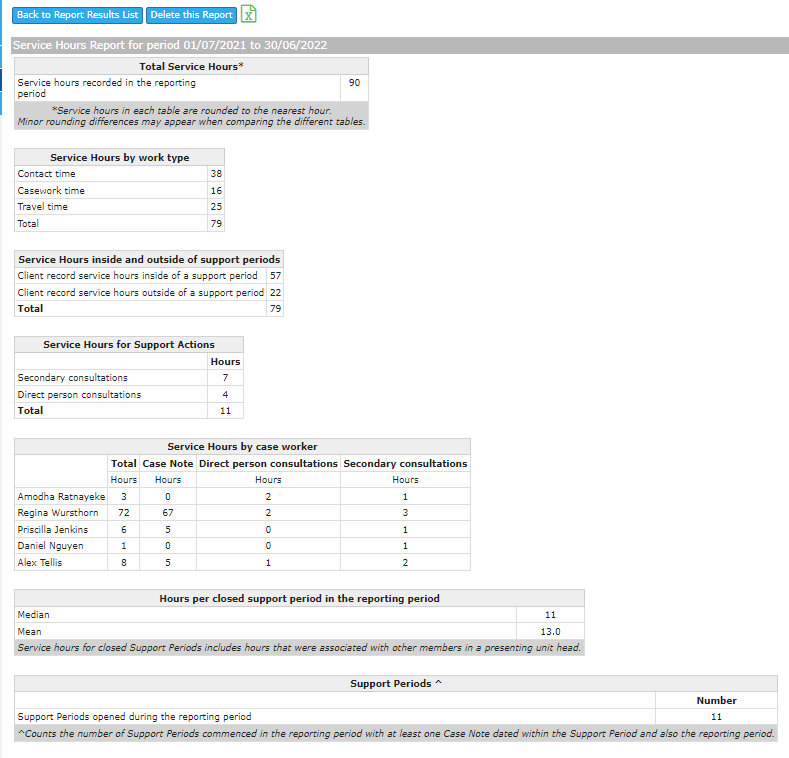 Back to Report Results List Delete this Report X
Service Hours Report for period 01/07/2021 to 30/06/2022
Total Service Hours*
Service hours recorded in the reporting 90
period
*Service hours in each table are rounded to the nearest hour.
Minor rounding differences may appear when comparing the different tables.
Service Hours by work type
Contact time 38
Casework time 16
Travel time 25
Total 79
Service Hours inside and outside of support periods
Client record service hours inside of a support period 57
Client record service hours outside of a support period 22
Total 79
Service Hours for Support Actions
Hours
Secondary consultations 7
Direct person consultations 4
Total 11
Service Hours by case worker
Total Case Note Direct person consultations Secondary consultations
Hours Hours Hours Hours
Amodha Ratnayeke 3 0 2 1
Regina Wursthorn 72 67 2 3
Priscilla Jenkins 6 5 0 1
Daniel Nguyen 1 0 0 1
Alex Tellis 8 5 1 2
Hours per closed support period in the reporting period
Median 11
Mean 13.0
Service hours for closed Support Periods includes hours that were associated with other members in a presenting unit head.
Support Periods ^
Number
Support Periods opened during the reporting period 11
^Counts the number of Support Periods commenced in the reporting period with at least one Case Note dated within the Support Period and also the reporting period.